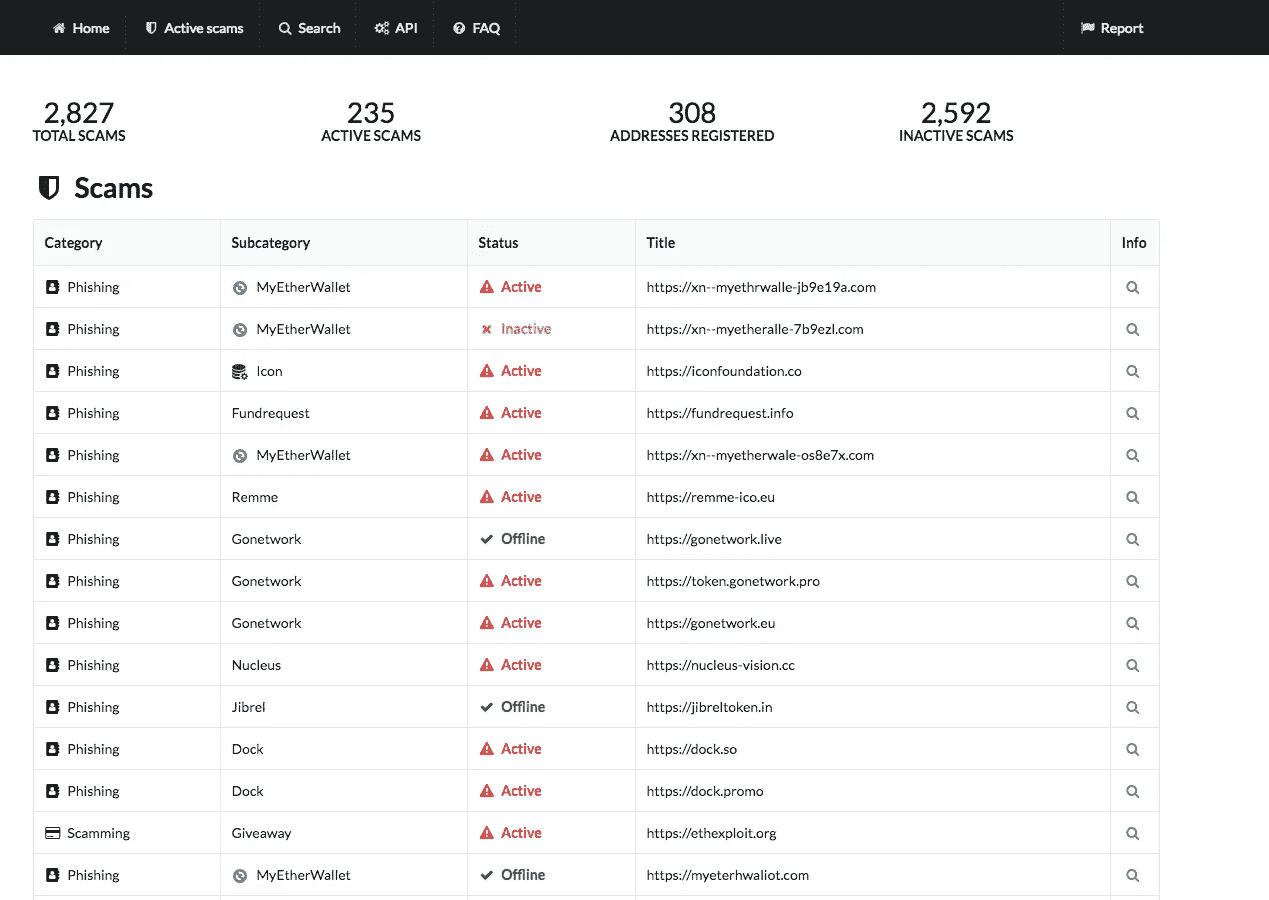 Home Active scams Search API FAQ Report
2,827 235 308 2,592
TOTAL SCAMS ACTIVE SCAMS ADDRESSES REGISTERED INACTIVE SCAMS
Scams
Category Subcategory Status Title Info
Phishing MyEtherWallet Active https://xn--myethrwalle-jb9e19a.com
Phishing MyEtherWallet Inactive https://xn--myetheralle-7b9ezl.com
Phishing Icon Active https://iconfoundation.co
Phishing Fundrequest Active https://fundrequest.info
Phishing MyEtherWallet Active https://xn--myetherwale-os8e7x.com
Phishing Remme Active https://remme-ico.eu
Phishing Gonetwork Offline https://gonetwork.live
Phishing Gonetwork Active https://token.gonetwork.pro
Phishing Gonetwork Active https://gonetwork.eu
Phishing Nucleus Active https://nucleus-vision.cc
Phishing Jibrel Offline https://jibreltoken.in
Phishing Dock Active https://dock.so
Phishing Dock Active https://dock.promo
Scamming Giveaway Active https://ethexploit.org
Phishing MyEtherWallet Offline https://myeterhwaliot.com